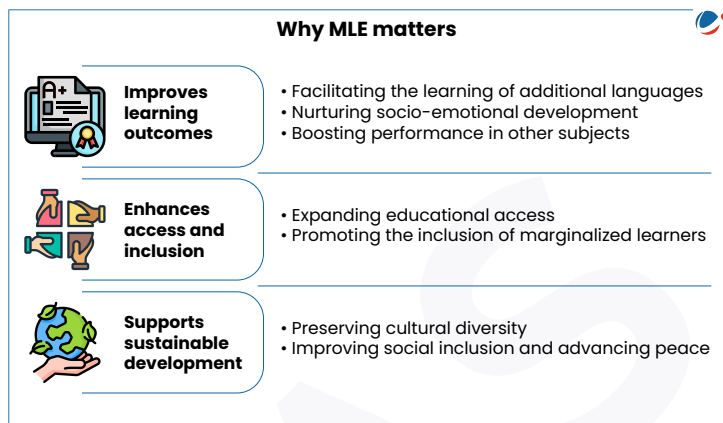 Why MLE matters
A+
Improves
learning
outcomes
• Facilitating the learning of additional languages
• Nurturing socio-emotional development
• Boosting performance in other subjects
Enhances
access and
inclusion
• Expanding educational access
• Promoting the inclusion of marginalized learners
Supports
sustainable
development
• Preserving cultural diversity
• Improving social inclusion and advancing peace